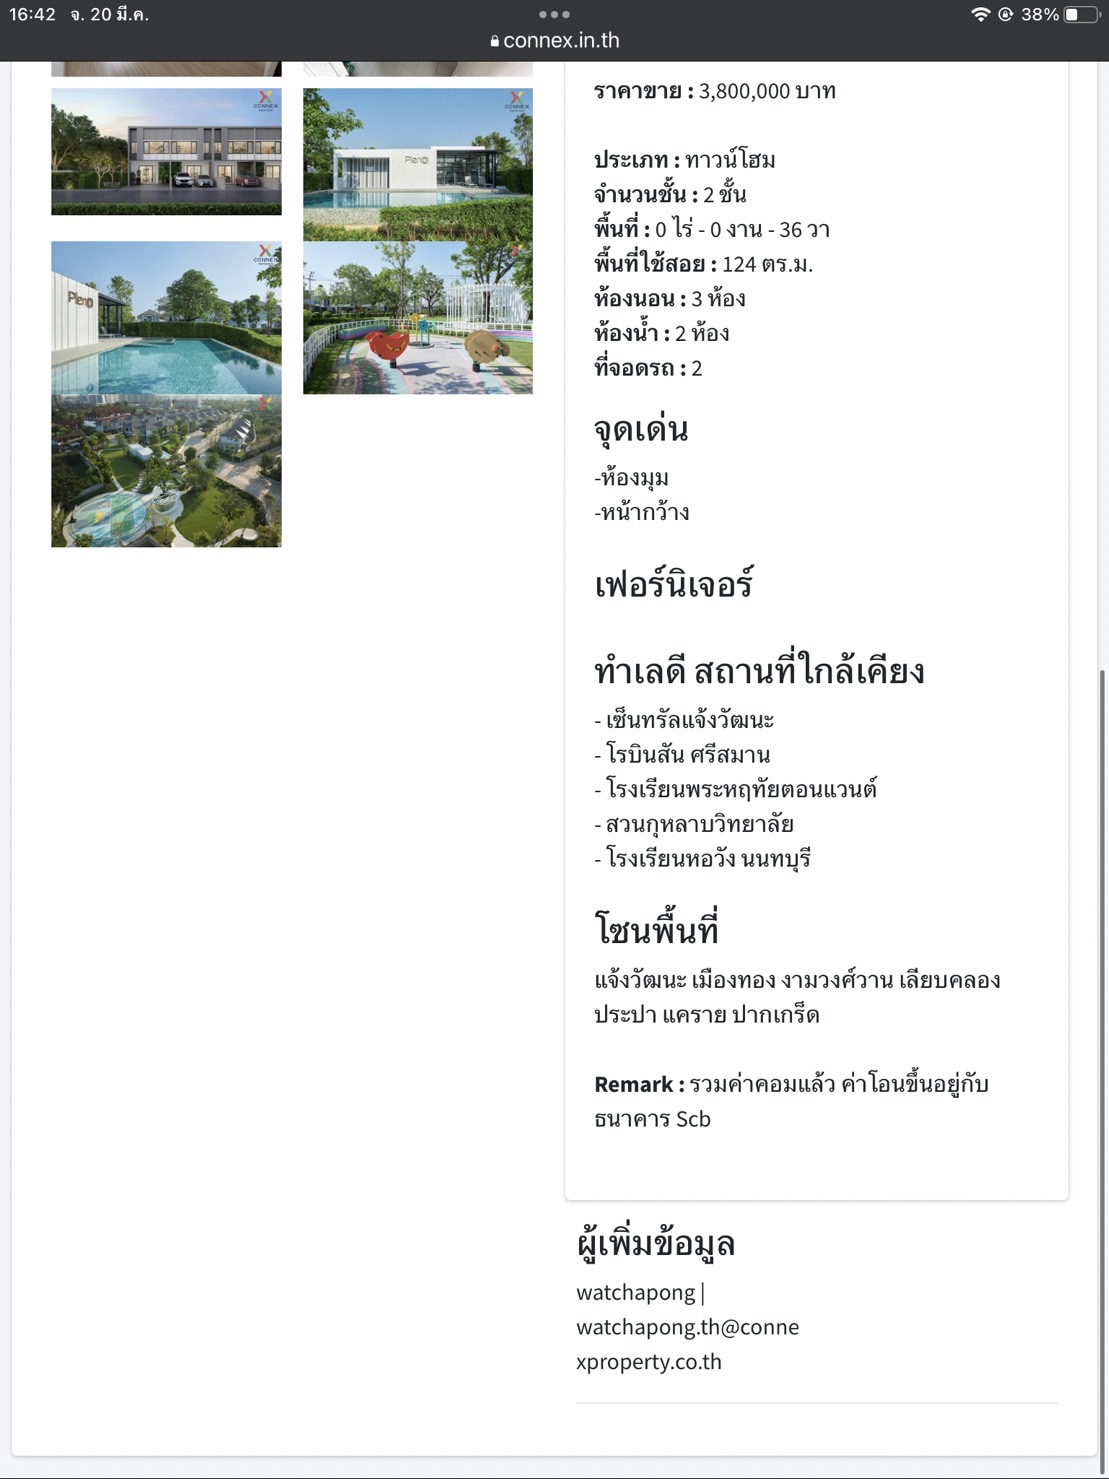 16:42 จ. 20 มี.ค.
38%
connex.in.th
CONNEX
CONNEX
Pleno
CONNEX
Pleno
ราคาขาย : 3,800,000 บาท
ประเภท : ทาวน์โฮม
จำนวนชั้น : 2 ชั้น
พื้นที่ : 0 ไร่ - 0 งาน - 36 วา
พื้นที่ใช้สอย : 124 ตร.ม.
ห้องนอน : 3 ห้อง
ห้องน้ำ : 2 ห้อง
ที่จอดรถ : 2
จุดเด่น
-ห้องมุม
-หน้ากว้าง
เฟอร์นิเจอร์
ทำเลดี สถานที่ใกล้เคียง
- เซ็นทรัลแจ้งวัฒนะ
- โรบินสัน ศรีสมาน
- โรงเรียนพระหฤทัยตอนแวนต์
- สวนกุหลาบวิทยาลัย
- โรงเรียนหอวัง นนทบุรี
โซนพื้นที่
แจ้งวัฒนะ เมืองทอง งามวงศ์วาน เลียบคลอง
ประปา แคราย ปากเกร็ด
Remark : รวมค่าคอมแล้ว ค่าโอนขึ้นอยู่กับ
ธนาคาร Scb
ผู้เพิ่มข้อมูล
watchapong |
watchapong.th@conne
xproperty.co.th